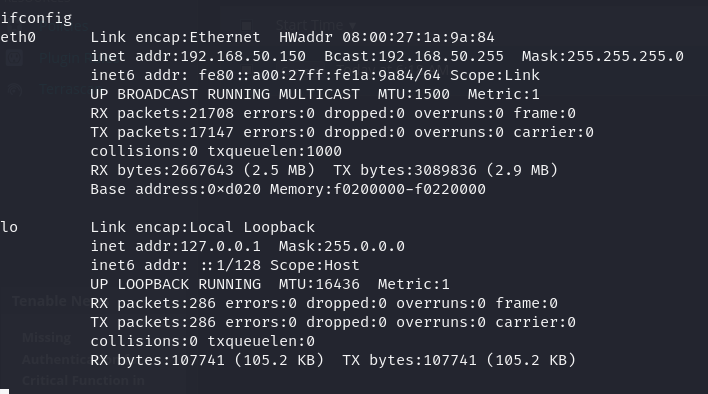 Start Time
ifconfig
eth0 Link encap:Ethernet HWaddr 08:00:27:1a:9a:84
inet addr:192.168.50.150 Bcast:192.168.50.255 Mask:255.255.255.0
inet6 addr: fe80::a00:27ff:fe1a:9a84/64 Scope:Link
UP BROADCAST RUNNING MULTICAST MTU:1500 Metric:1
RX packets:21708 errors:0 dropped:0 overruns:0 frame:0
TX packets:17147 errors:0 dropped:0 overruns:0 carrier:0
collisions:0 txqueuelen:1000
RX bytes:2667643 (2.5 MB) TX bytes:3089836 (2.9 MB)
Base address:0×d020 Memory:f0200000-f0220000
lo Link encap:Local Loopback
inet addr:127.0.0.1 Mask:255.0.0.0
inet6 addr: ::1/128 Scope:Host
UP LOOPBACK RUNNING MTU:16436 Metric:1
RX packets:286 errors:0 dropped:0 overruns:0 frame:0
Tenable
TX packets:286 errors:0 dropped:0 overruns:0 carrier:0
Missing
collisions:0 txqueuelen:0
RX bytes:107741 (105.2 KB) TX bytes:107741 (105.2 KB)
Critical Function in